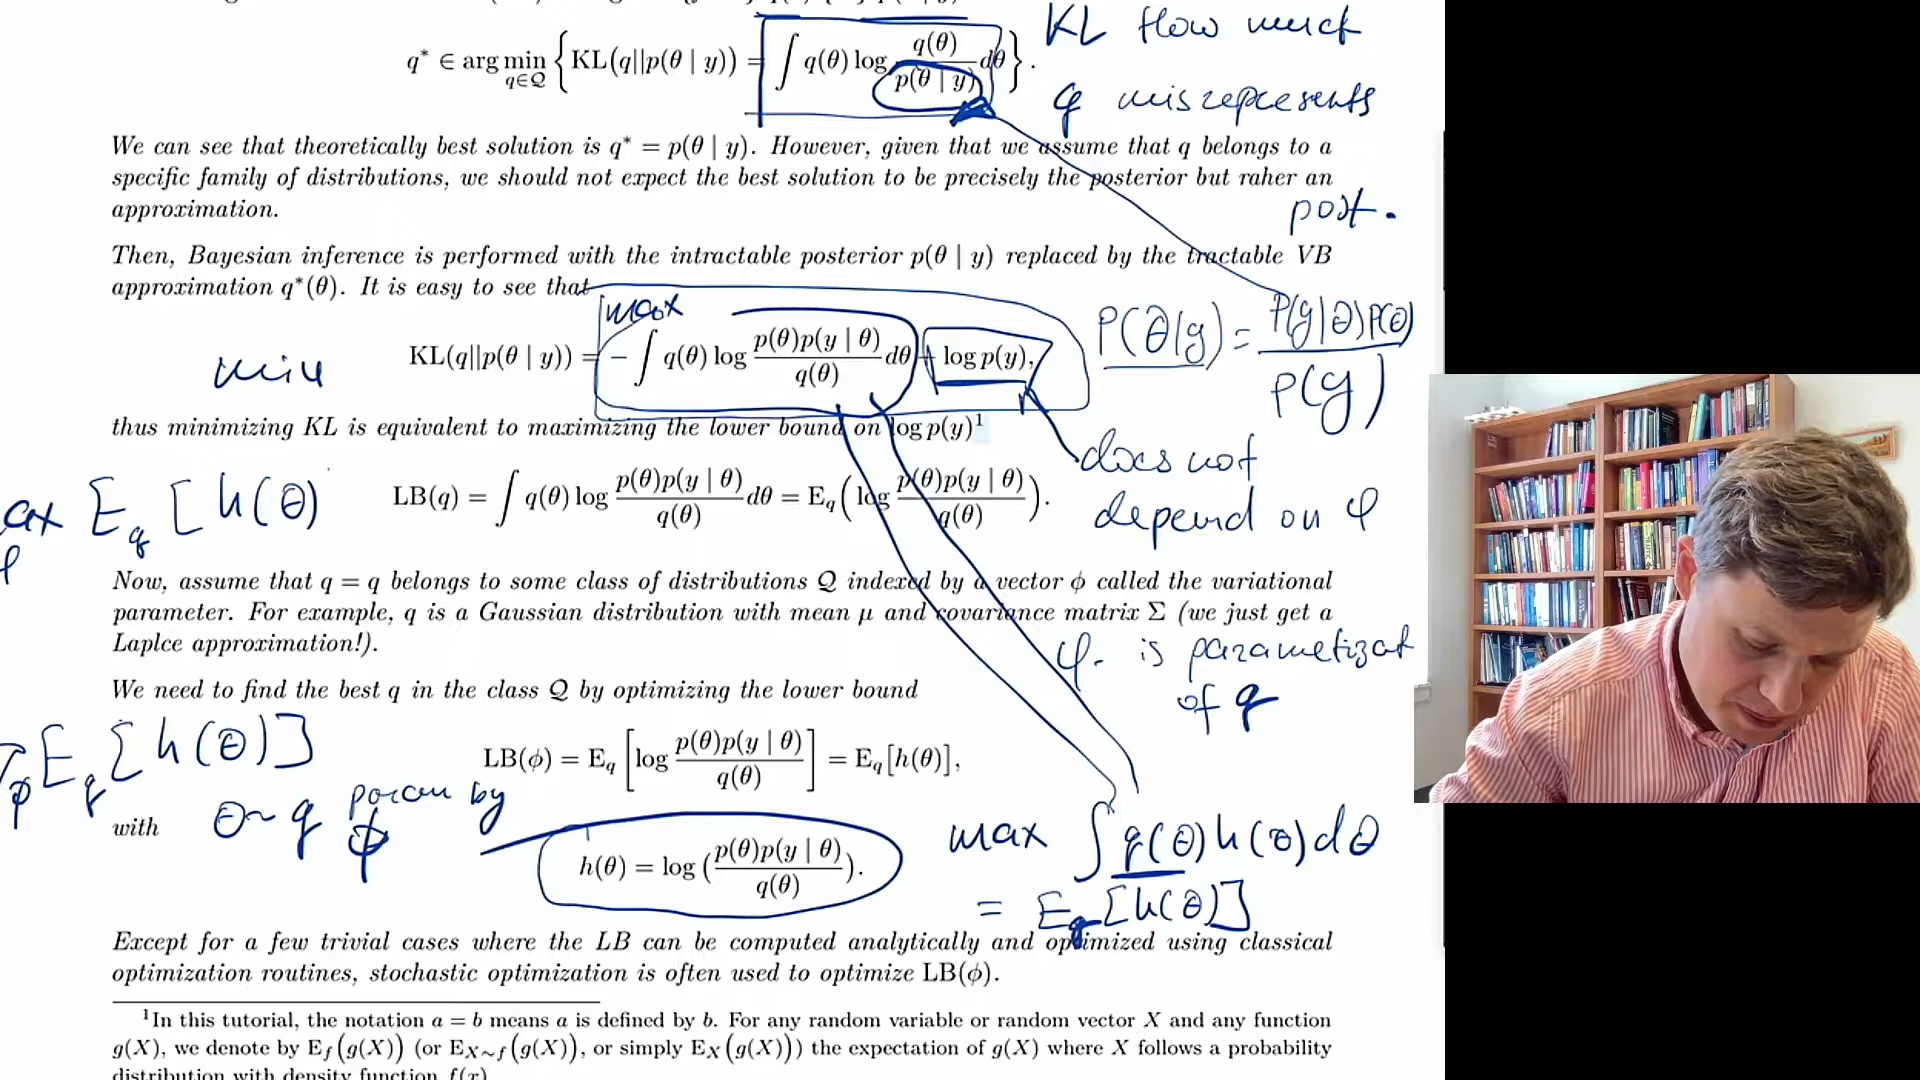 q* ∈ arg min q∈Q { KL(q||p(θ | y)) = ∫ q(θ) log q(θ) / p(θ | y) dθ } .
KL How much
q misrepresents
post.
We can see that theoretically best solution is q* = p(θ | y). However, given that we assume that q belongs to a
specific family of distributions, we should not expect the best solution to be precisely the posterior but raher an
approximation.
Then, Bayesian inference is performed with the intractable posterior p(θ | y) replaced by the tractable VB
approximation q*(θ). It is easy to see that
max
min
KL(q||p(θ | y)) = − ∫ q(θ) log p(θ)p(y | θ) / q(θ) dθ + log p(y),
P(θ|y) = P(y|θ)P(θ) / P(y)
thus minimizing KL is equivalent to maximizing the lower bound on log p(y)¹
does not
depend on φ
E_q [h(θ)
LB(q) = ∫ q(θ) log p(θ)p(y | θ) / q(θ) dθ = E_q ( log p(θ)p(y | θ) / q(θ) ).
Now, assume that q = q belongs to some class of distributions Q indexed by a vector ϕ called the variational
parameter. For example, q is a Gaussian distribution with mean μ and covariance matrix Σ (we just get a
Laplce approximation!).
φ. is parametizat
of q
We need to find the best q in the class Q by optimizing the lower bound
E_q [h(θ)]
LB(ϕ) = E_q [ log p(θ)p(y | θ) / q(θ) ] = E_q[h(θ)],
θ~q param by
ϕ
with
h(θ) = log ( p(θ)p(y | θ) / q(θ) ).
max ∫ q(θ)h(θ)dθ
= E_q[h(θ)]
Except for a few trivial cases where the LB can be computed analytically and optimized using classical
optimization routines, stochastic optimization is often used to optimize LB(ϕ).
¹In this tutorial, the notation a = b means a is defined by b. For any random variable or random vector X and any function
g(X), we denote by E_f(g(X)) (or E_X∼f(g(X)), or simply E_X(g(X))) the expectation of g(X) where X follows a probability
distribution with density function f(x)